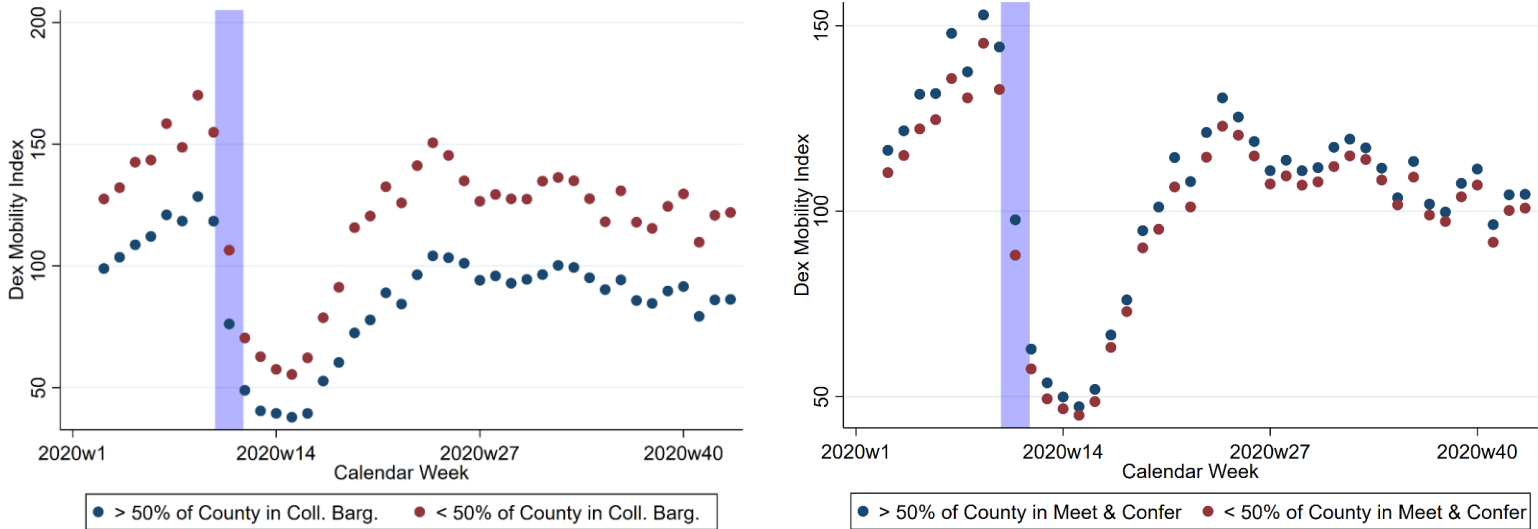 Dex Mobility Index
200
150
100
50
2020w1 2020w14 2020w27 2020w40
Calendar Week
> 50% of County in Coll. Barg. < 50% of County in Coll. Barg.
Dex Mobility Index
150
100
50
2020w1 2020w14 2020w27 2020w40
Calendar Week
> 50% of County in Meet & Confer < 50% of County in Meet & Confer